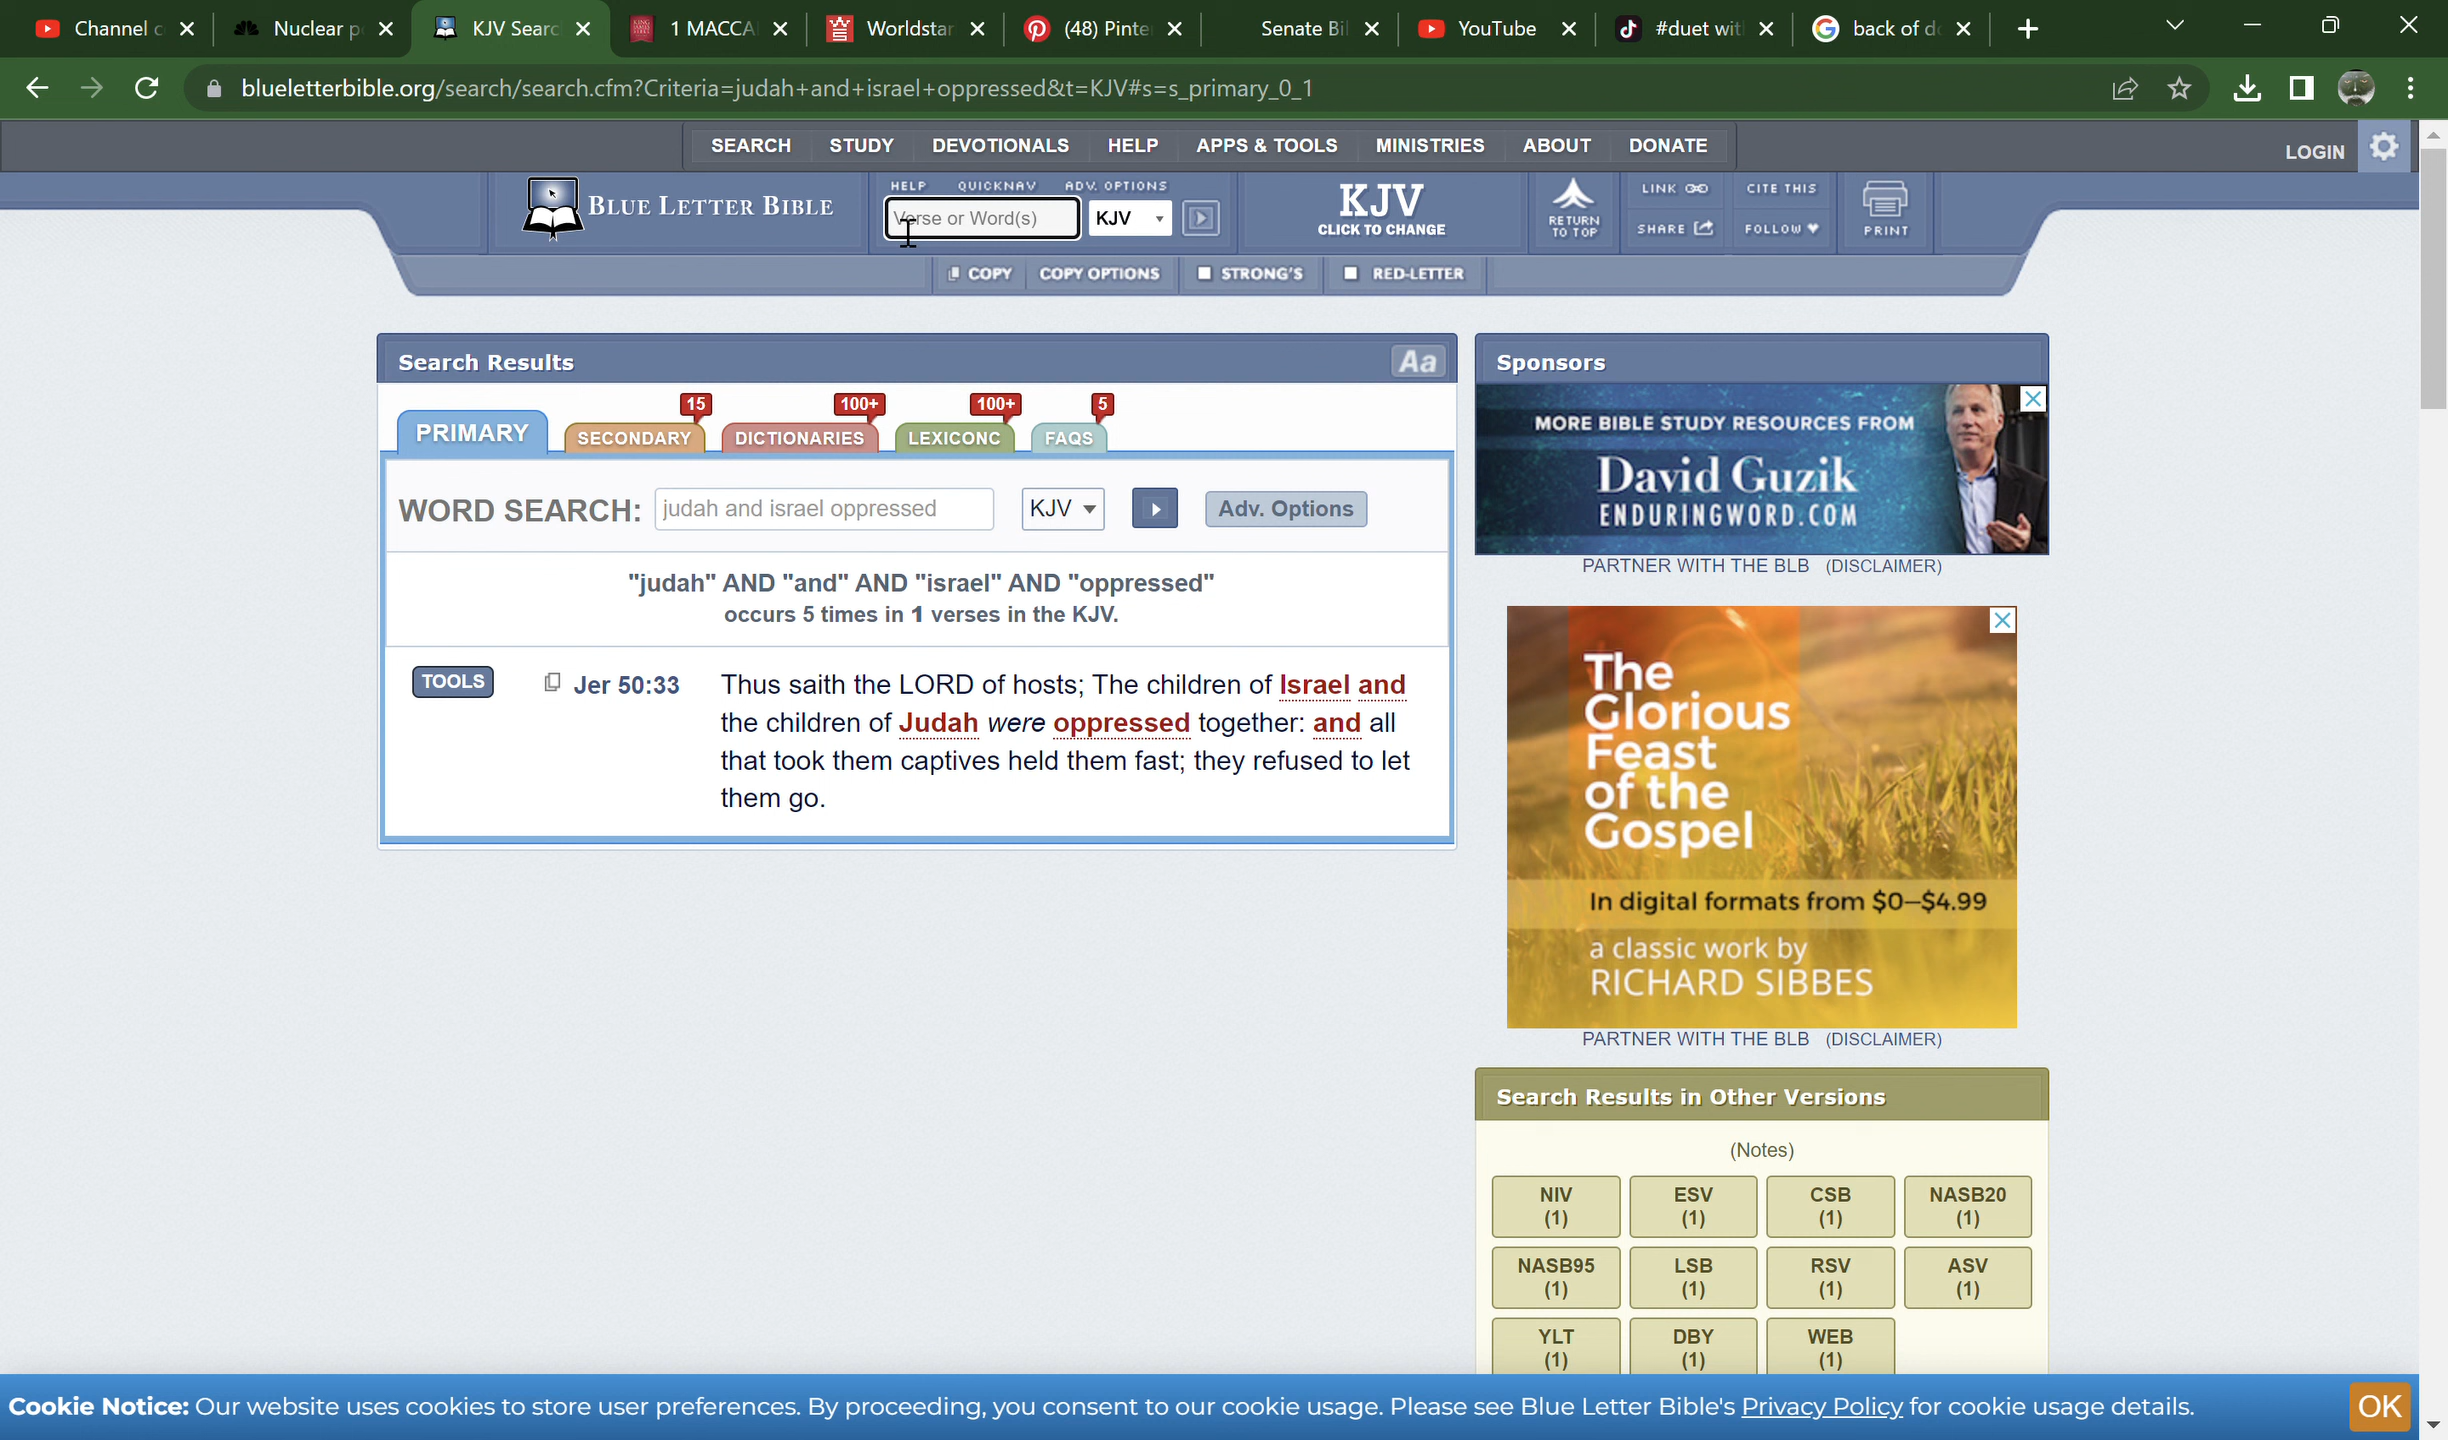 Channel c
Nuclear p
KJV Searc
1 MACCA
Worldstar
(48) Pinte
Senate Bil
YouTube
#duet wit
back of d
blueletterbible.org/search/search.cfm?Criteria=judah+and+israel+oppressed&t=KJV#s=s_primary_0_1
SEARCH STUDY DEVOTIONALS HELP APPS & TOOLS MINISTRIES ABOUT DONATE
LOGIN
BLUE LETTER BIBLE
HELP QUICKNAV ADV. OPTIONS
Verse or Word(s)
KJV
KJV
CLICK TO CHANGE
RETURN
TO TOP
LINK
CITE THIS
SHARE
FOLLOW
PRINT
COPY COPY OPTIONS STRONG'S RED-LETTER
Search Results
Aa
15 100+ 100+ 5
PRIMARY SECONDARY DICTIONARIES LEXICONC FAQS
WORD SEARCH: judah and israel oppressed KJV Adv. Options
"judah" AND "and" AND "israel" AND "oppressed"
occurs 5 times in 1 verses in the KJV.
TOOLS
Jer 50:33
Thus saith the LORD of hosts; The children of Israel and
the children of Judah were oppressed together: and all
that took them captives held them fast; they refused to let
them go.
Sponsors
MORE BIBLE STUDY RESOURCES FROM
David Guzik
ENDURINGWORD.COM
PARTNER WITH THE BLB (DISCLAIMER)
The
Glorious
Feast
of the
Gospel
In digital formats from $0—$4.99
a classic work by
RICHARD SIBBES
PARTNER WITH THE BLB (DISCLAIMER)
Search Results in Other Versions
(Notes)
NIV ESV CSB NASB20
(1) (1) (1) (1)
NASB95 LSB RSV ASV
(1) (1) (1) (1)
YLT DBY WEB
(1) (1) (1)
Cookie Notice: Our website uses cookies to store user preferences. By proceeding, you consent to our cookie usage. Please see Blue Letter Bible's Privacy Policy for cookie usage details.
OK